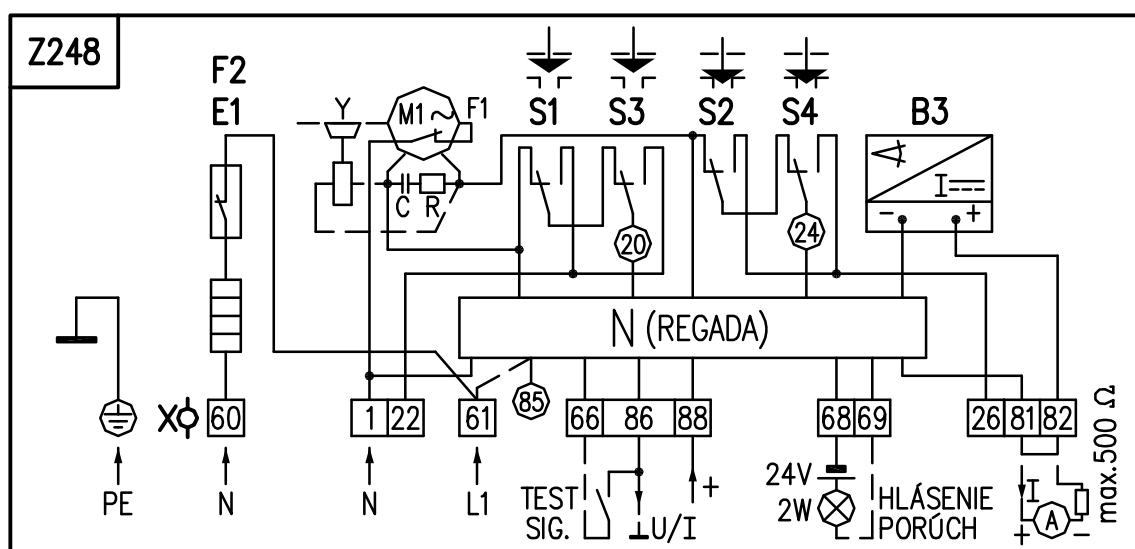 Z248
F2
E1
Y
M1
F1
S1
S3
S2
S4
B3
C
R
I
20
24
-
+
N (REGADA)
85
X
60
1
22
61
66
86
88
68
69
26
81
82
PE
N
N
L1
TEST
SIG.
U/I
+
24V
2W
HLÁSENIE
PORÚCH
I
A
+
-
max.500 Ω